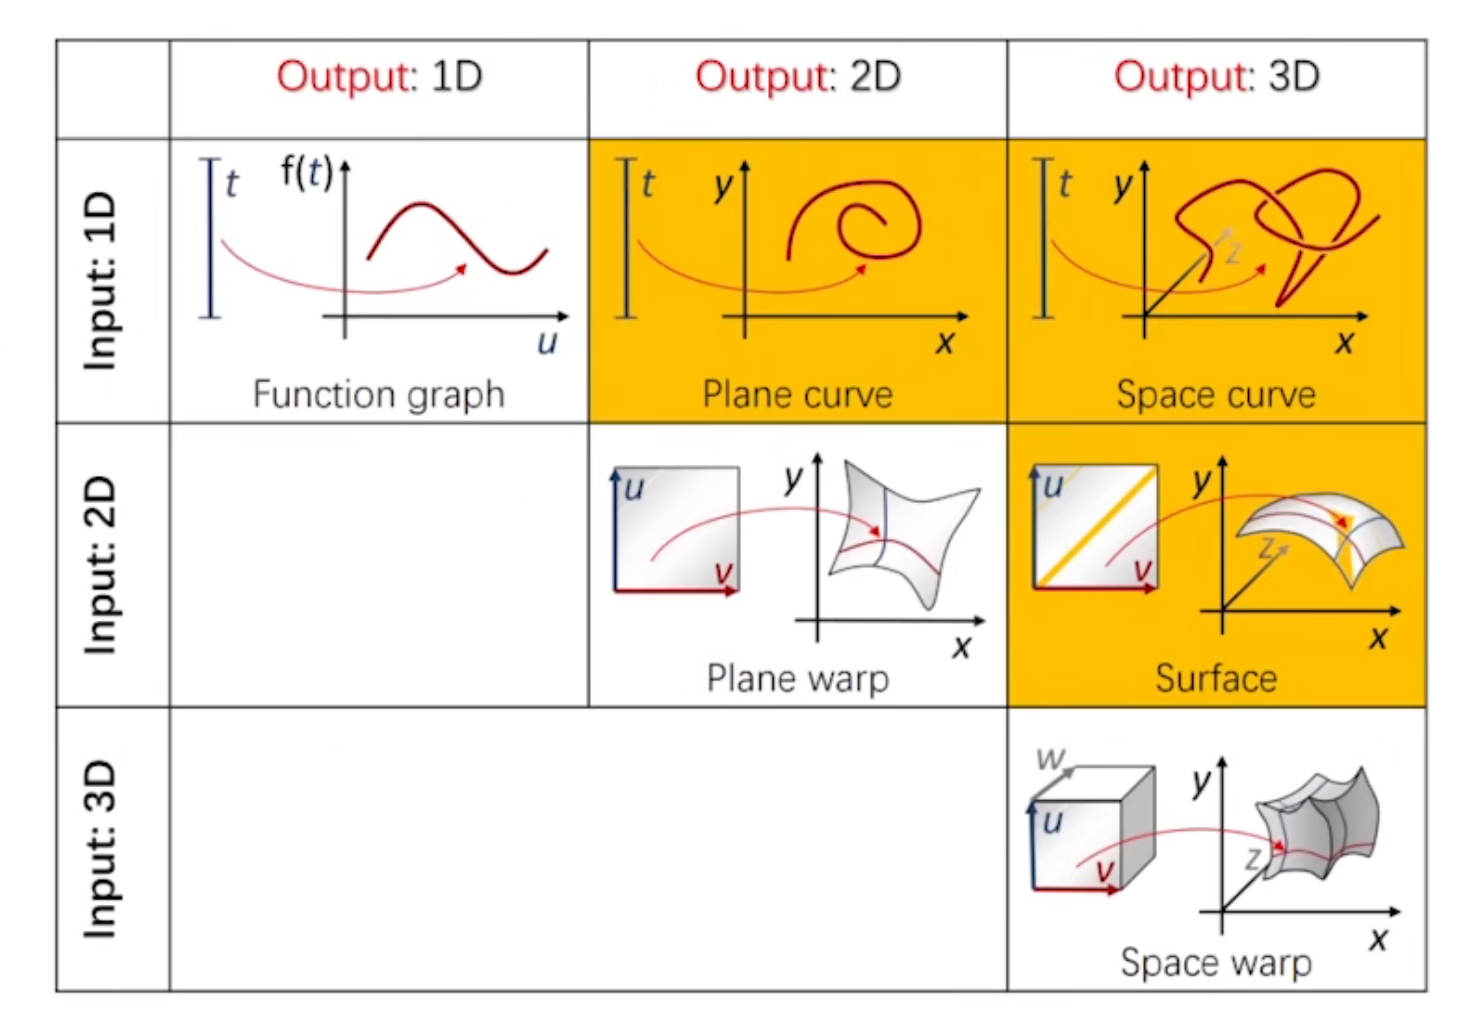 Output: 1D
Output: 2D
Output: 3D
Input: 1D
t
f(t)
u
Function graph
t
y
x
Plane curve
t
y
z
x
Space curve
Input: 2D
u
v
y
x
Plane warp
u
v
y
z
x
Surface
Input: 3D
w
u
v
y
z
x
Space warp